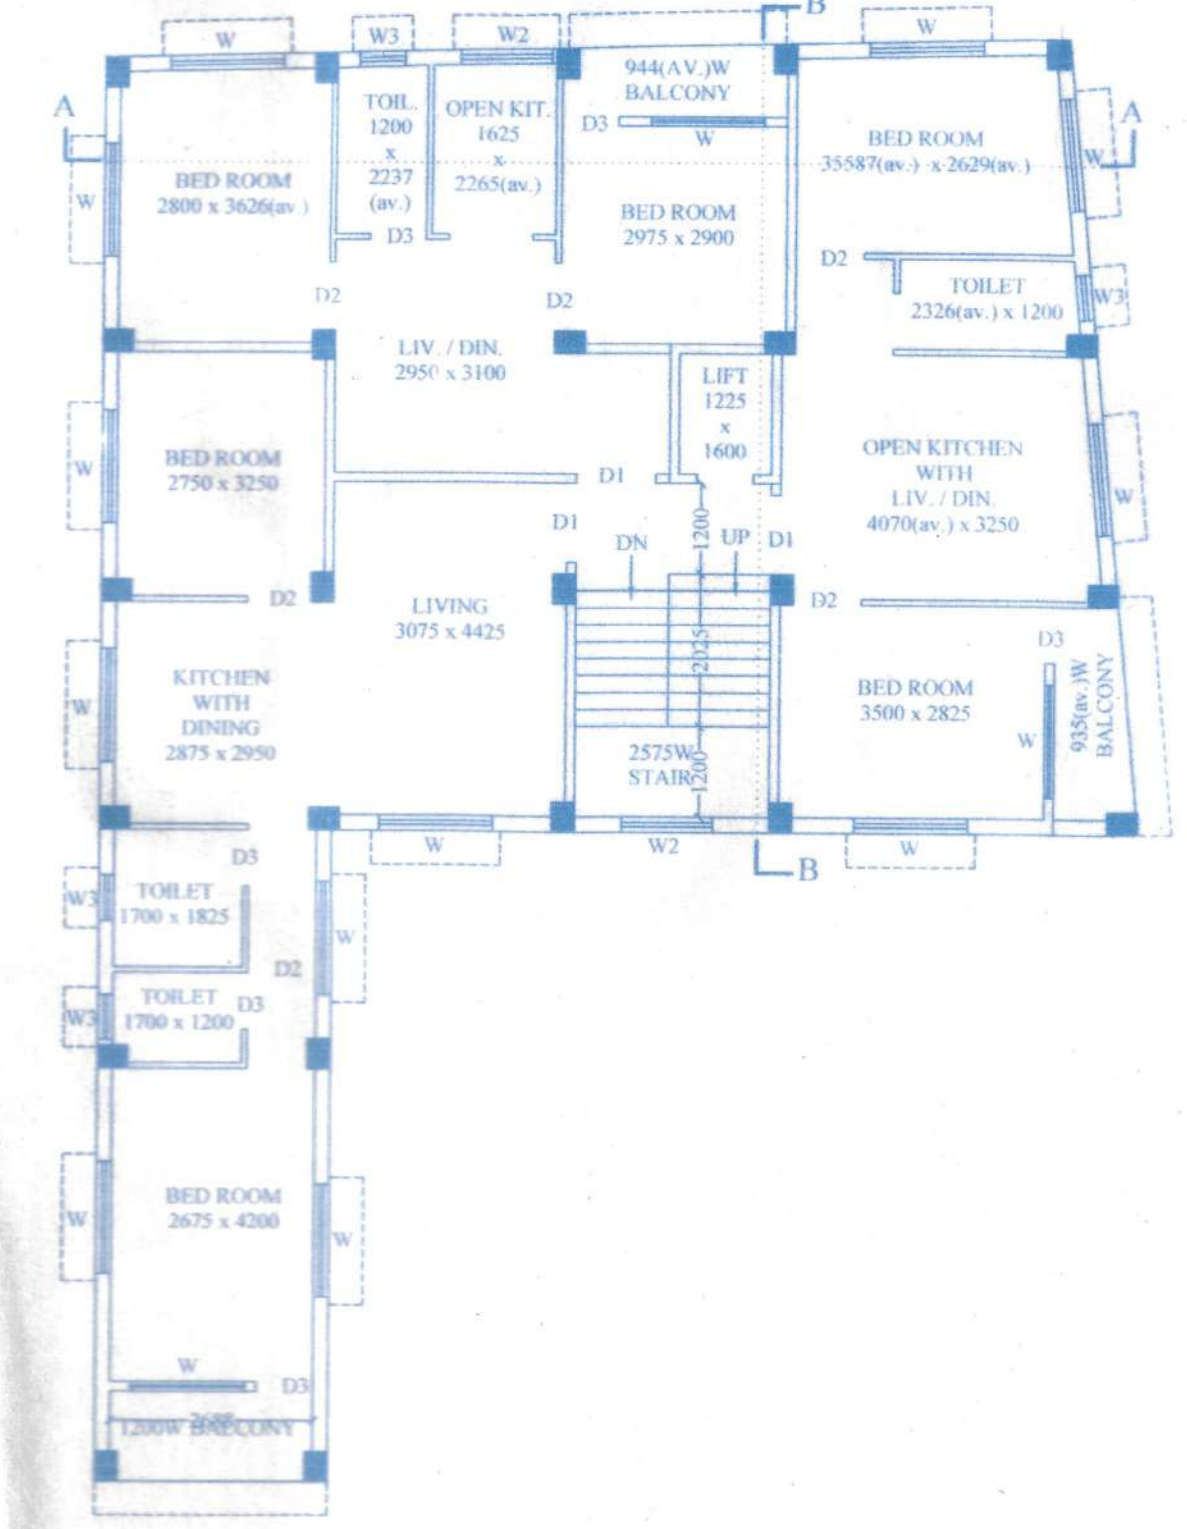 B
W
W3
W2
W
944(AV.)W
BALCONY
D3
W
A
A
TOIL.
1200
x
2237
(av.)
OPEN KIT.
1625
x
2265(av.)
BED ROOM
35587(av.) x 2629(av.)
W
BED ROOM
2800 x 3626(av.)
W
BED ROOM
2975 x 2900
D3
D2
D2
D2
TOILET
2326(av.) x 1200
W3
LIV. / DIN.
2950 x 3100
LIFT
1225
x
1600
BED ROOM
2750 x 3250
W
OPEN KITCHEN
WITH
LIV. / DIN.
4070(av.) x 3250
W
D1
D1
1200
DN
UP
D1
D2
LIVING
3075 x 4425
D2
D3
2025
KITCHEN
WITH
DINING
2875 x 2950
W
BED ROOM
3500 x 2825
W
935(av.)W
BALCONY
2575W
STAIR
1200
W
W2
W
B
D3
TOILET
1700 x 1825
W3
W
D2
TOILET
1700 x 1200
D3
W3
BED ROOM
2675 x 4200
W
W
W
D3
1200W BALCONY